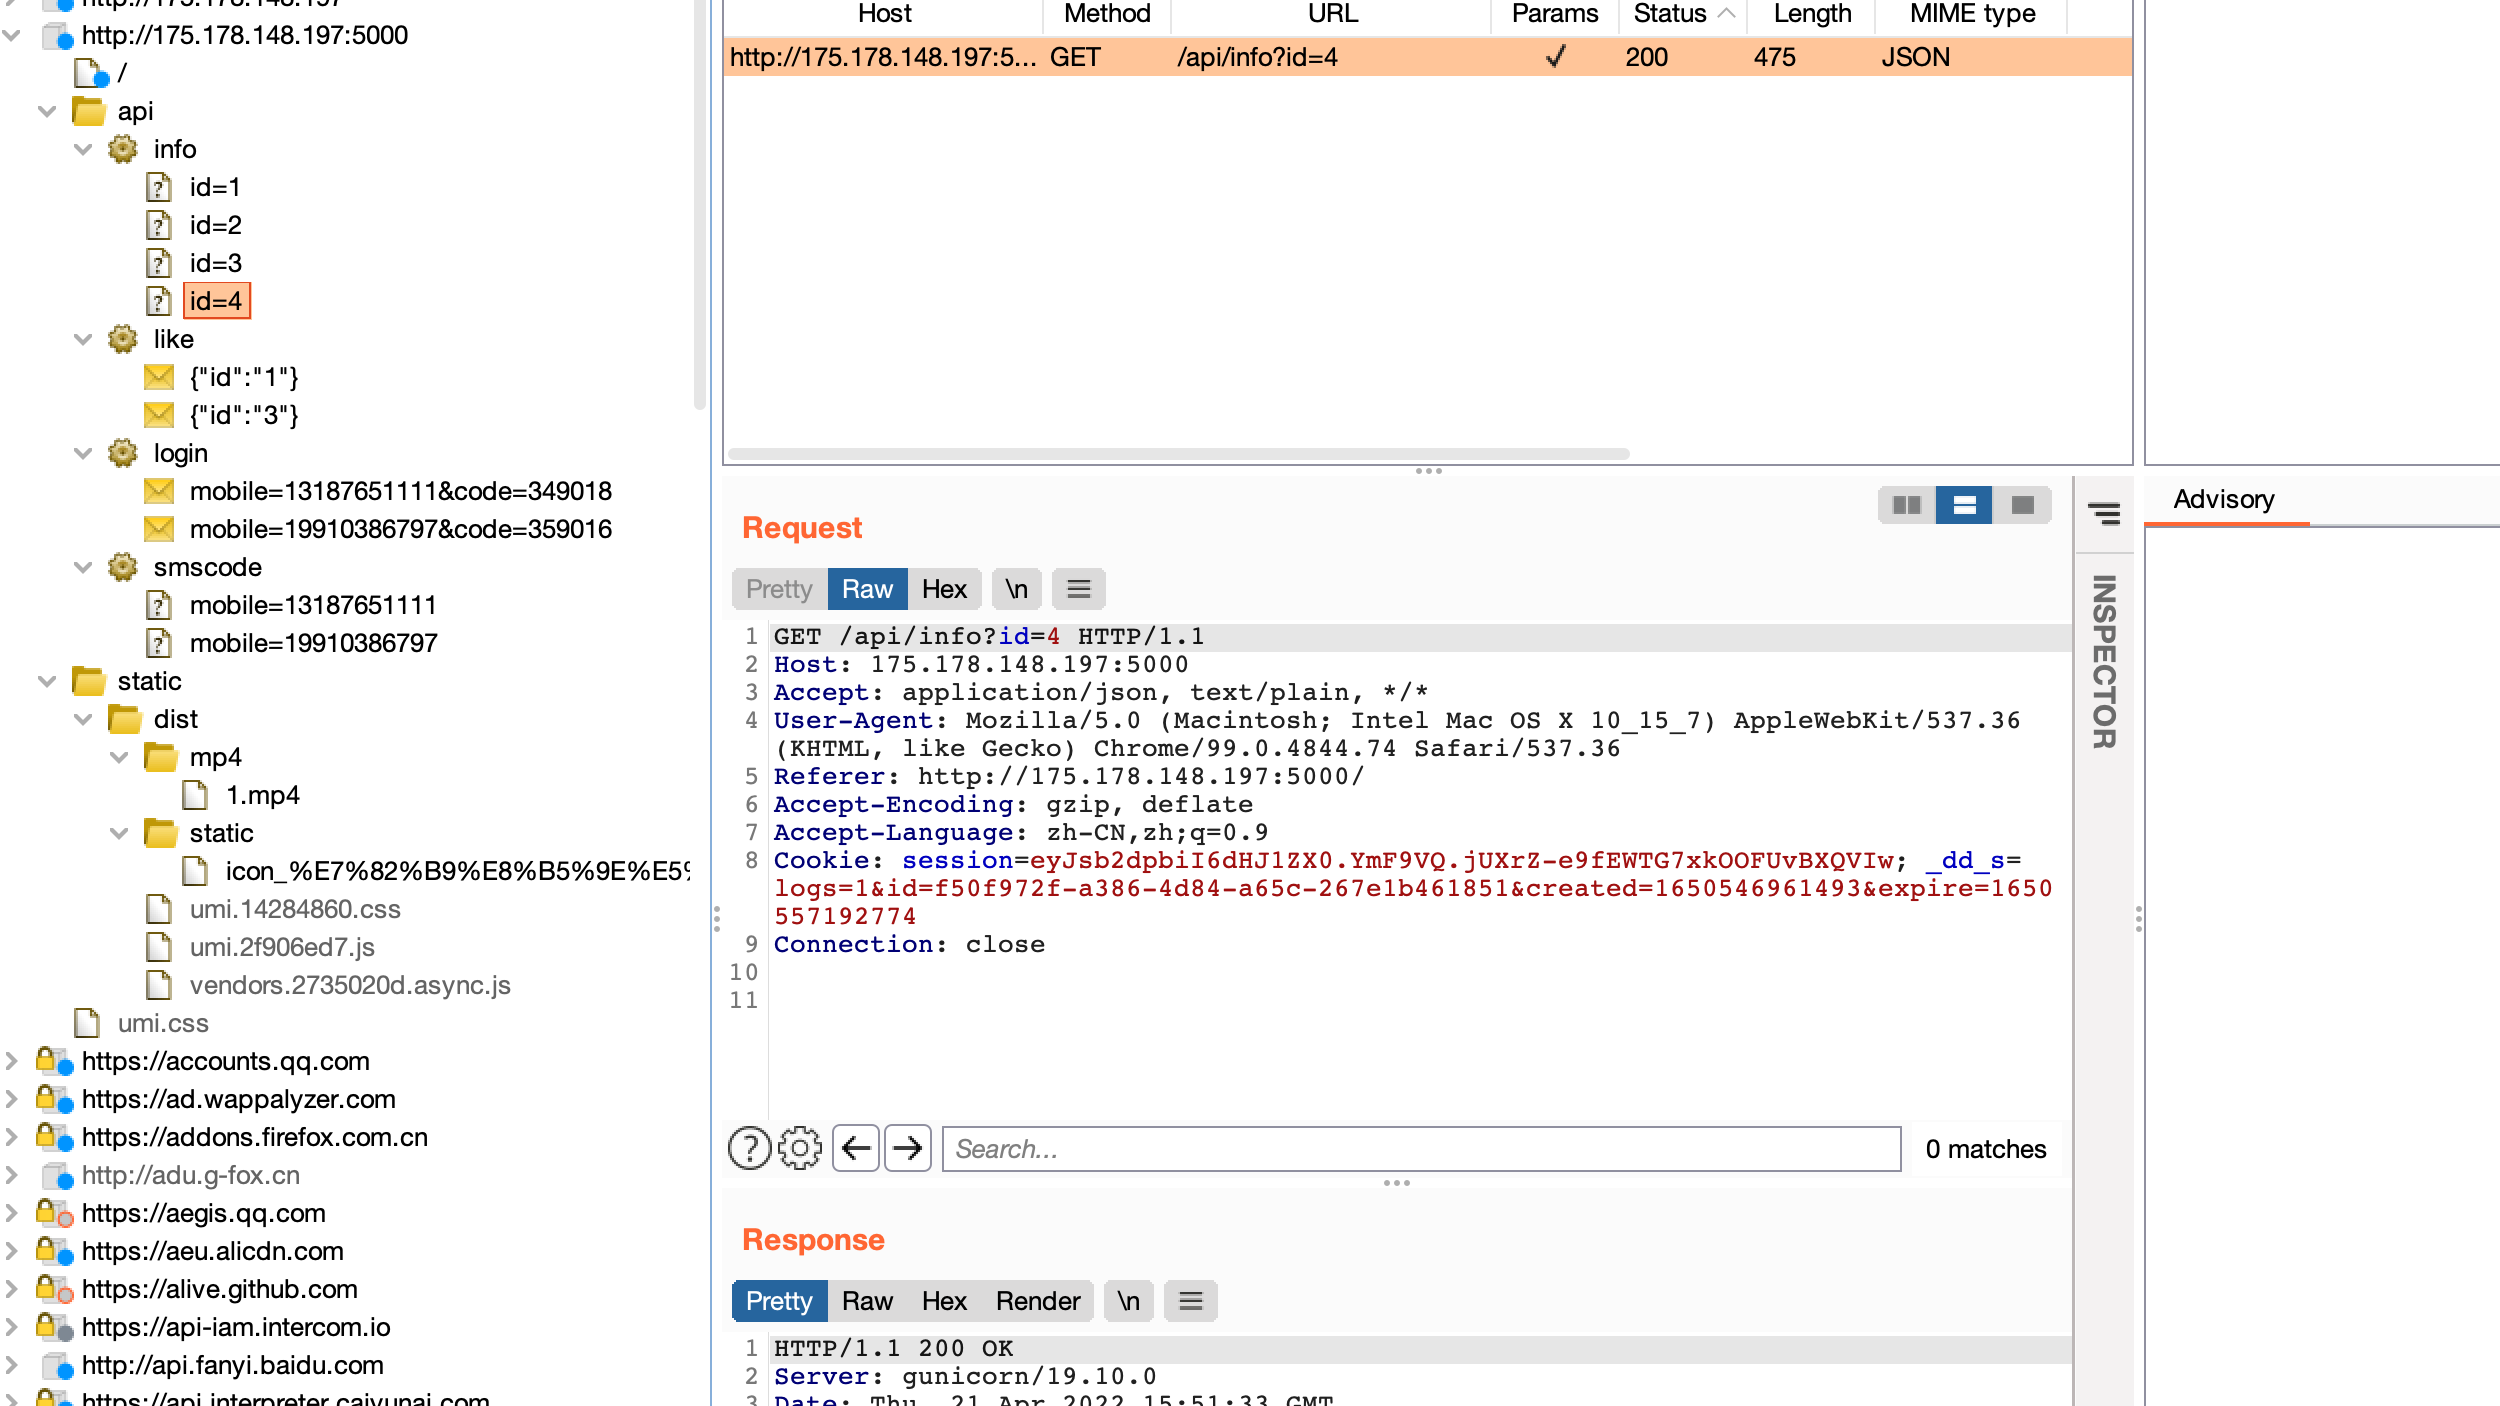 http://175.178.148.197
http://175.178.148.197:5000
/
api
info
id=1
id=2
id=3
id=4
like
{"id":"1"}
{"id":"3"}
login
mobile=13187651111&code=349018
mobile=19910386797&code=359016
smscode
mobile=13187651111
mobile=19910386797
static
dist
mp4
1.mp4
static
icon_%E7%82%B9%E8%B5%9E%E5%
umi.14284860.css
umi.2f906ed7.js
vendors.2735020d.async.js
umi.css
https://accounts.qq.com
https://ad.wappalyzer.com
https://addons.firefox.com.cn
http://adu.g-fox.cn
https://aegis.qq.com
https://aeu.alicdn.com
https://alive.github.com
https://api-iam.intercom.io
http://api.fanyi.baidu.com
https://api.interpreter.caiyunai.com
Host Method URL Params Status Length MIME type
http://175.178.148.197:5... GET /api/info?id=4 ✓ 200 475 JSON
Request
Pretty Raw Hex \n
1 GET /api/info?id=4 HTTP/1.1
2 Host: 175.178.148.197:5000
3 Accept: application/json, text/plain, */*
4 User-Agent: Mozilla/5.0 (Macintosh; Intel Mac OS X 10_15_7) AppleWebKit/537.36
(KHTML, like Gecko) Chrome/99.0.4844.74 Safari/537.36
5 Referer: http://175.178.148.197:5000/
6 Accept-Encoding: gzip, deflate
7 Accept-Language: zh-CN,zh;q=0.9
8 Cookie: session=eyJsb2dpbiI6dHJ1ZX0.YmF9VQ.jUXrZ-e9fEWTG7xkOOFUvBXQVIw; _dd_s=
logs=1&id=f50f972f-a386-4d84-a65c-267e1b461851&created=1650546961493&expire=1650
557192774
9 Connection: close
10
11
? Search... 0 matches
Response
Pretty Raw Hex Render \n
1 HTTP/1.1 200 OK
2 Server: gunicorn/19.10.0
3 Date: Thu, 21 Apr 2022 15:51:33 GMT
INSPECTOR
Advisory